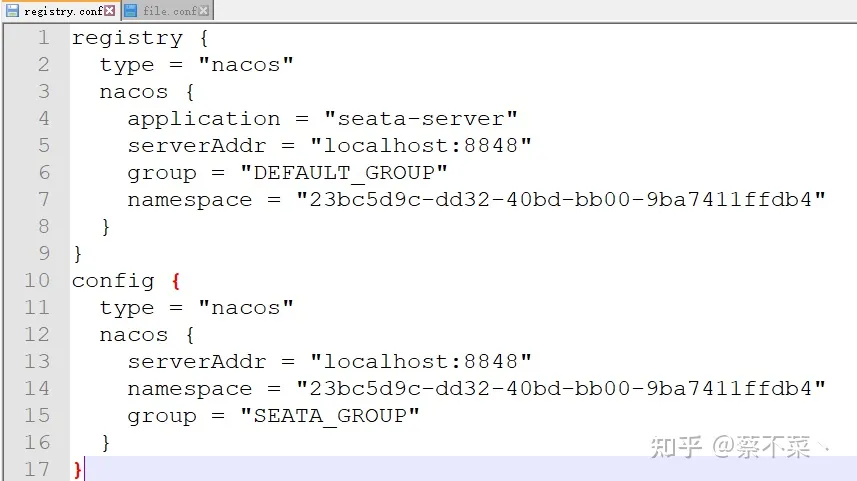 registry.conf file.conf
1 registry {
2   type = "nacos"
3   nacos {
4     application = "seata-server"
5     serverAddr = "localhost:8848"
6     group = "DEFAULT_GROUP"
7     namespace = "23bc5d9c-dd32-40bd-bb00-9ba7411ffdb4"
8   }
9 }
10 config {
11   type = "nacos"
12   nacos {
13     serverAddr = "localhost:8848"
14     namespace = "23bc5d9c-dd32-40bd-bb00-9ba7411ffdb4"
15     group = "SEATA_GROUP"
16   }
17 }
知乎 @蔡不菜丶